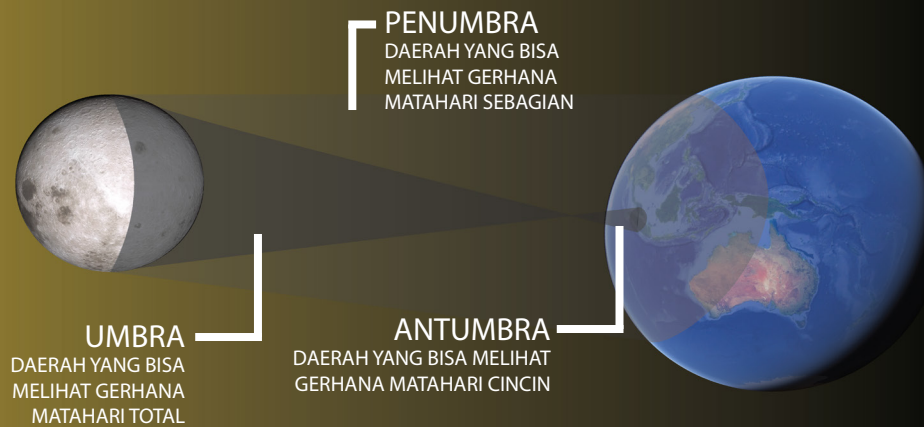 PENUMBRA
DAERAH YANG BISA
MELIHAT GERHANA
MATAHARI SEBAGIAN
UMBRA
DAERAH YANG BISA
MELIHAT GERHANA
MATAHARI TOTAL
ANTUMBRA
DAERAH YANG BISA MELIHAT
GERHANA MATAHARI CINCIN